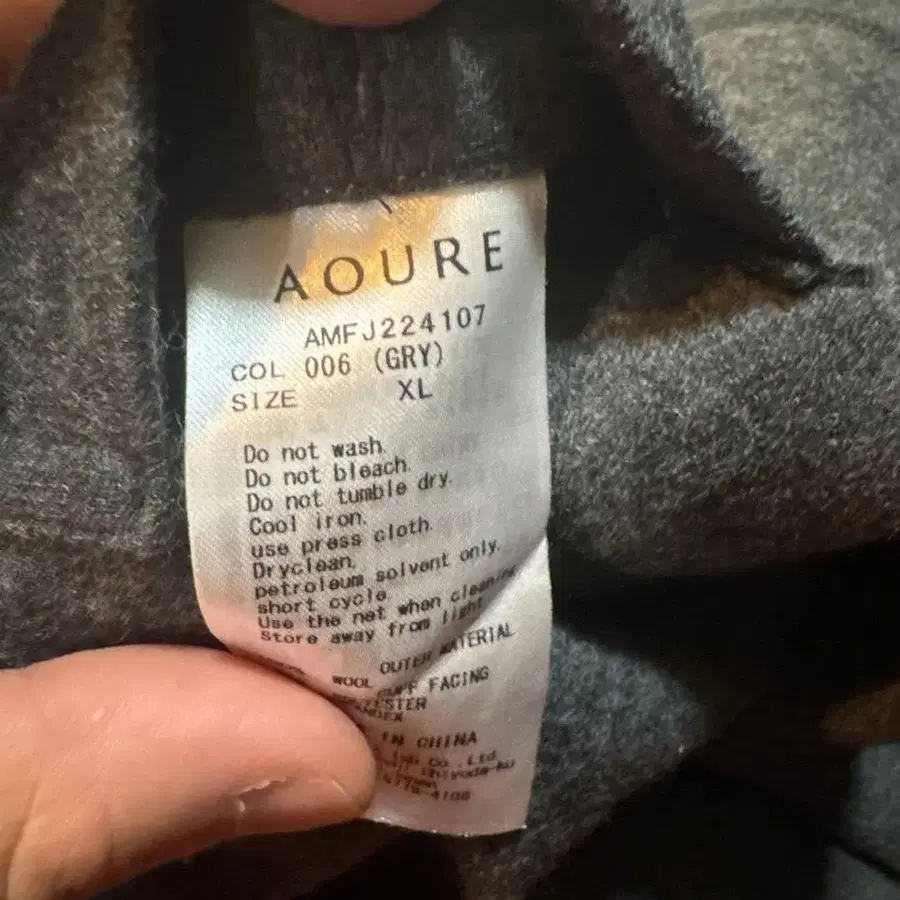 AOURE
AMFJ224107
COL 006 (GRY)
SIZE XL
Do not wash.
Do not bleach.
Do not tumble dry.
Cool iron.
use press cloth.
Dryclean.
petroleum solvent only.
short cycle
Use the net when cleaning
Store away from light
OUTER MATERIAL
WOOL
CUFF FACING
IN CHINA
Co.,Ltd.